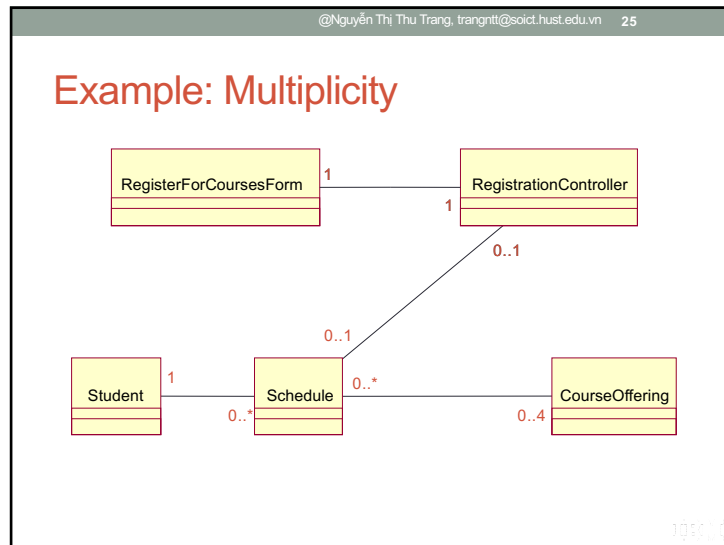 @Nguyễn Thị Thu Trang, trangntt@soict.hust.edu.vn 25
Example: Multiplicity
RegisterForCoursesForm
1
RegistrationController
1
0..1
0..1
Student
1
0..*
Schedule
0..*
0..4
CourseOffering